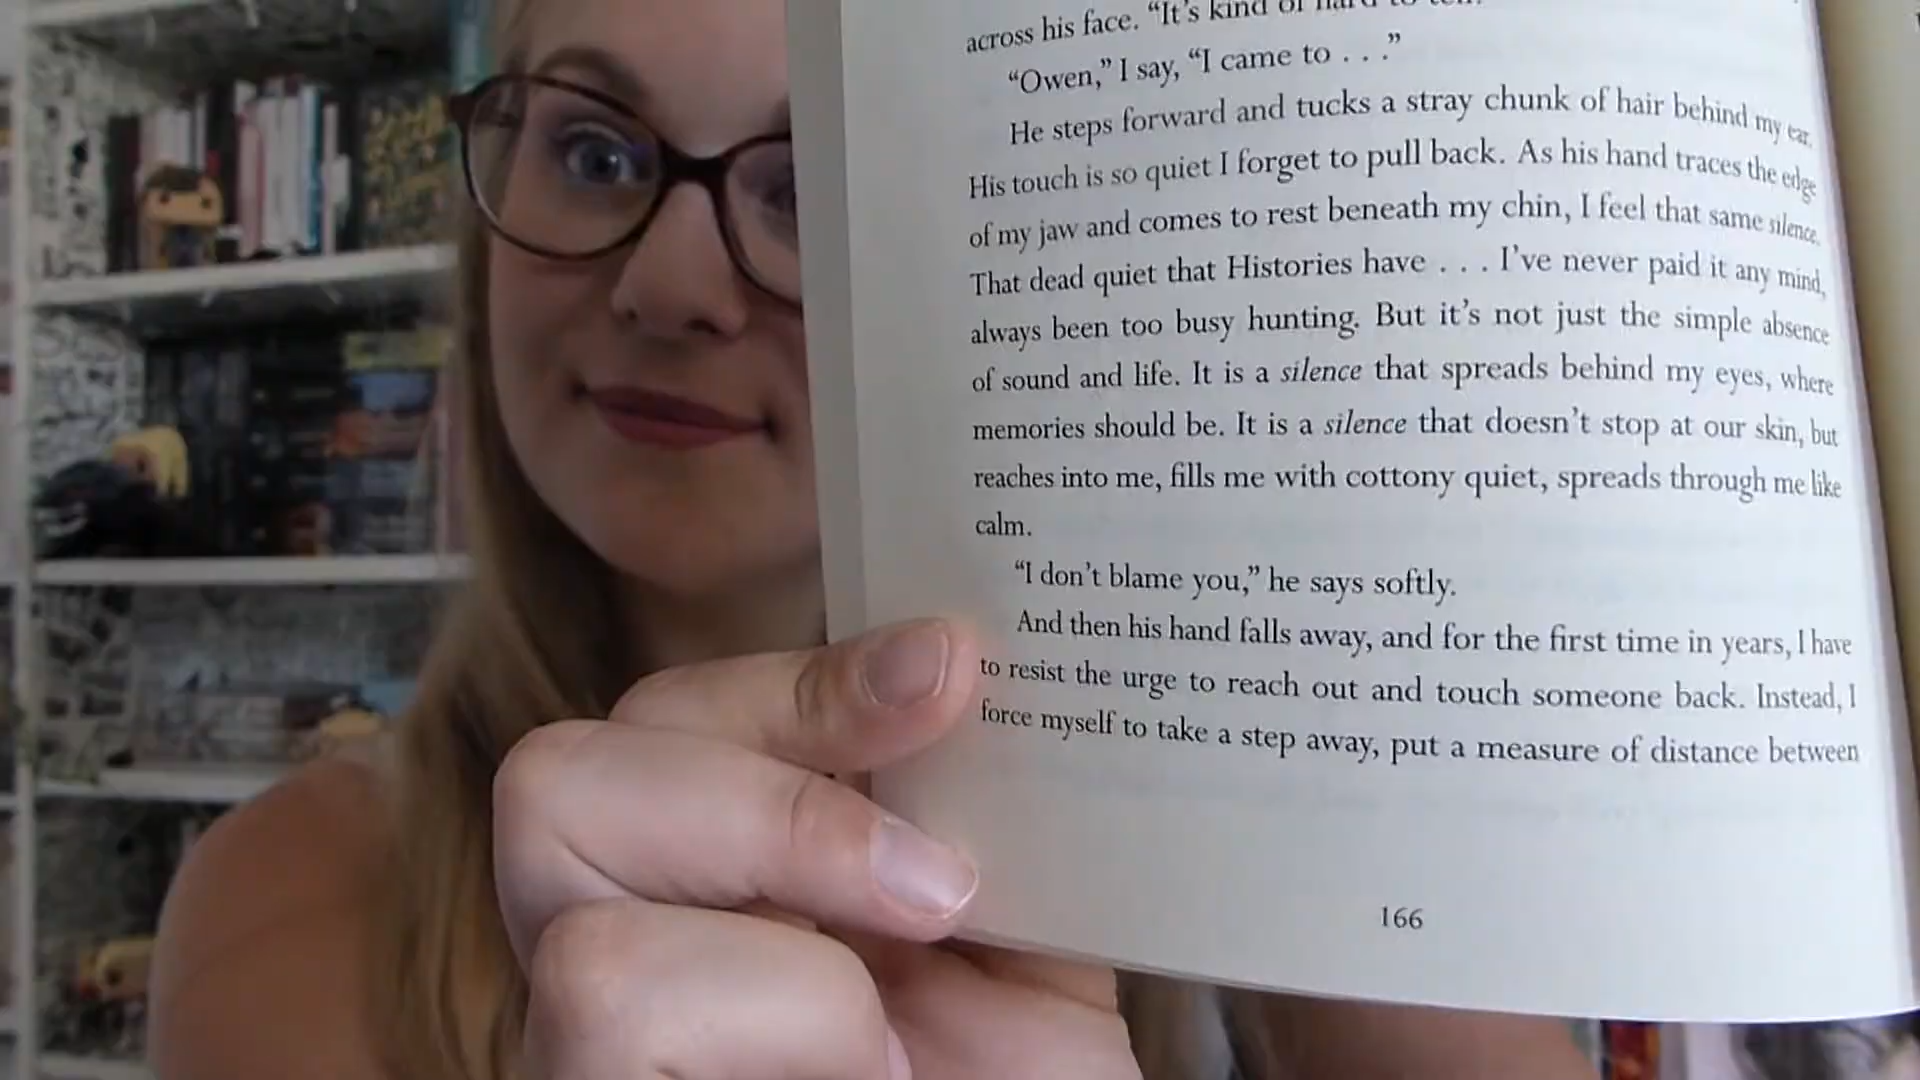 across his face. “It’s kind of hard to tell.
“Owen,” I say, “I came to . . .”
He steps forward and tucks a stray chunk of hair behind my ear.
His touch is so quiet I forget to pull back. As his hand traces the edge
of my jaw and comes to rest beneath my chin, I feel that same silence.
That dead quiet that Histories have . . . I’ve never paid it any mind,
always been too busy hunting. But it’s not just the simple absence
of sound and life. It is a silence that spreads behind my eyes, where
memories should be. It is a silence that doesn’t stop at our skin, but
reaches into me, fills me with cottony quiet, spreads through me like
calm.
“I don’t blame you,” he says softly.
And then his hand falls away, and for the first time in years, I have
to resist the urge to reach out and touch someone back. Instead, I
force myself to take a step away, put a measure of distance between
166